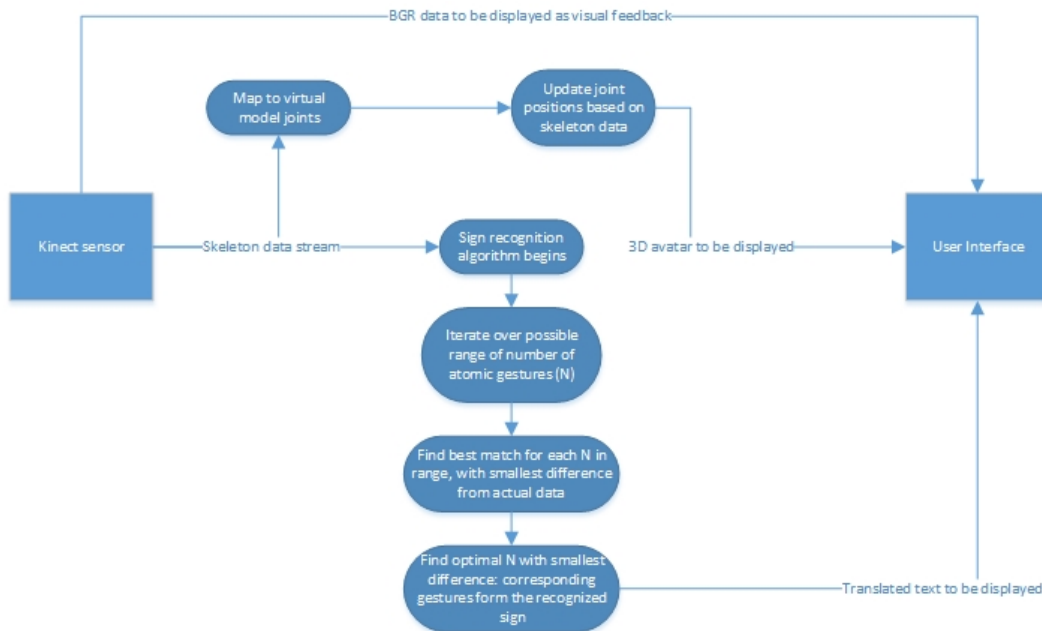 BGR data to be displayed as visual feedback
Map to virtual
model joints
Update joint
positions based on
skeleton data
Kinect sensor
Skeleton data stream
Sign recognition
algorithm begins
3D avatar to be displayed
User Interface
Iterate over possible
range of number of
atomic gestures (N)
Find best match for each N in
range, with smallest difference
from actual data
Find optimal N with smallest
difference: corresponding
gestures form the recognized
sign
Translated text to be displayed